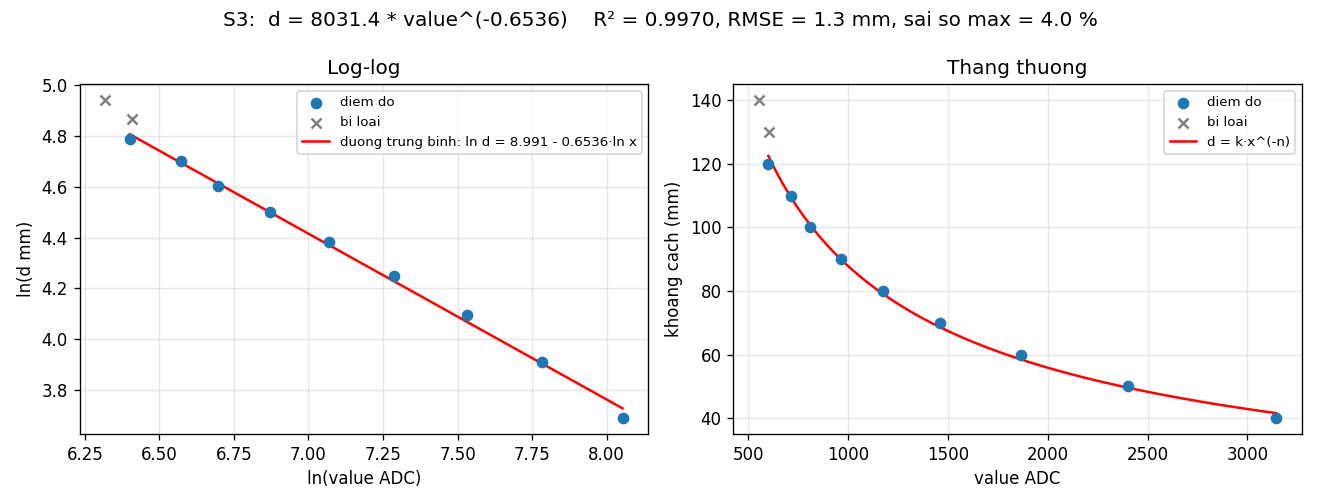 S3:  d = 8031.4 * value^(-0.6536)    R² = 0.9970, RMSE = 1.3 mm, sai so max = 4.0 %
Log-log
5.0
4.8
4.6
4.4
4.2
4.0
3.8
ln(d mm)
diem do
bi loai
duong trung binh: ln d = 8.991 - 0.6536·ln x
6.25
6.50
6.75
7.00
7.25
7.50
7.75
8.00
ln(value ADC)
Thang thuong
140
120
100
80
60
40
khoang cach (mm)
diem do
bi loai
d = k·x^(-n)
500
1000
1500
2000
2500
3000
value ADC